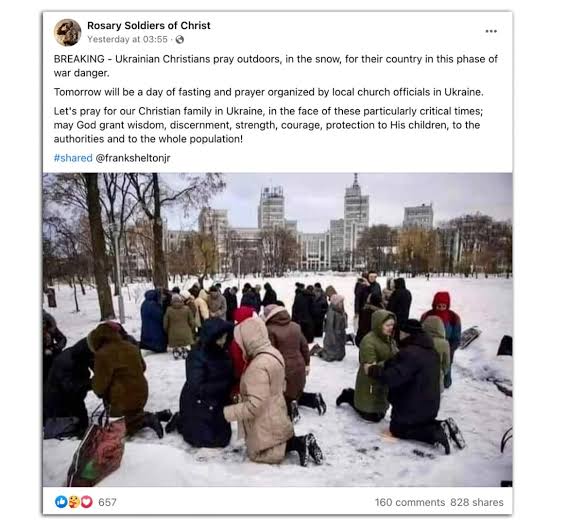 Rosary Soldiers of Christ
Yesterday at 03:55 ·
BREAKING - Ukrainian Christians pray outdoors, in the snow, for their country in this phase of
war danger.
Tomorrow will be a day of fasting and prayer organized by local church officials in Ukraine.
Let's pray for our Christian family in Ukraine, in the face of these particularly critical times;
may God grant wisdom, discernment, strength, courage, protection to His children, to the
authorities and to the whole population!
#shared @franksheltonjr
657
160 comments 828 shares